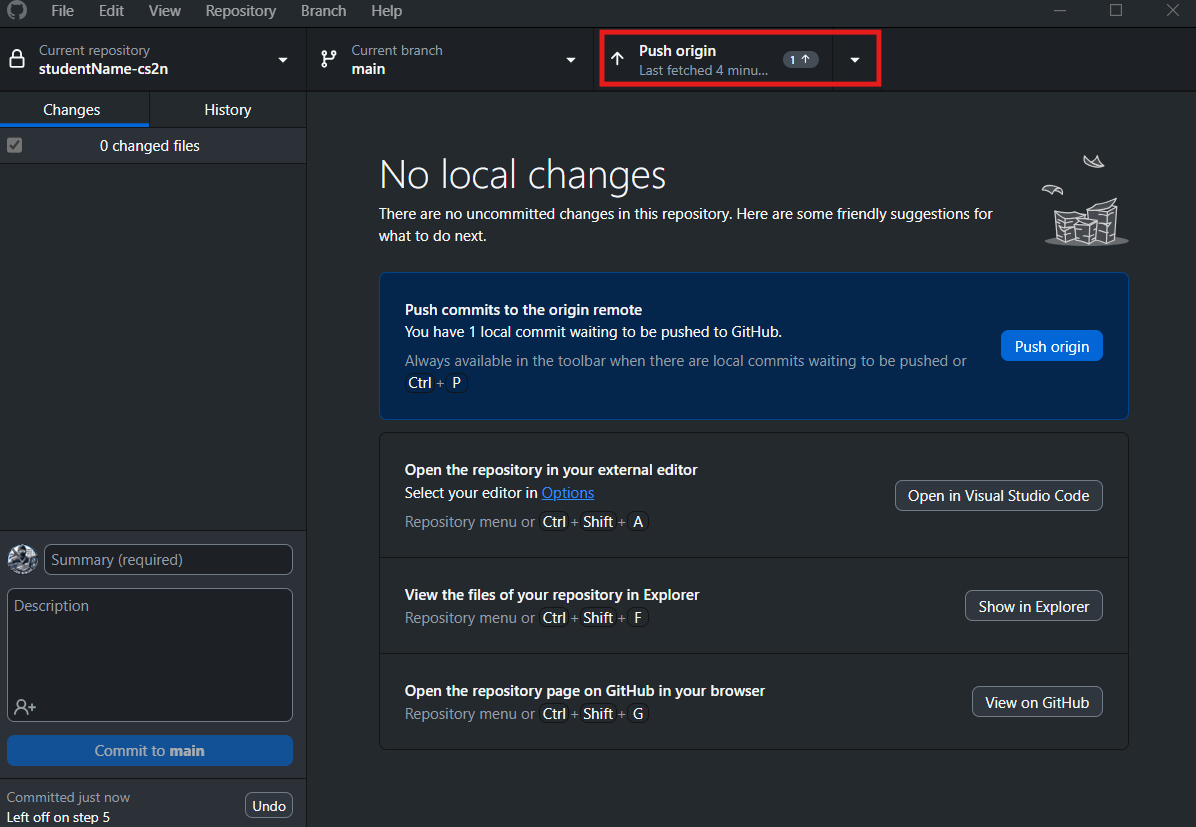 File Edit View Repository Branch Help
Current repository
studentName-cs2n
Current branch
main
Push origin
Last fetched 4 minu...
1
Changes History
0 changed files
No local changes
There are no uncommitted changes in this repository. Here are some friendly suggestions for
what to do next.
Push commits to the origin remote
You have 1 local commit waiting to be pushed to GitHub.
Always available in the toolbar when there are local commits waiting to be pushed or
Ctrl + P
Push origin
Open the repository in your external editor
Select your editor in Options
Repository menu or Ctrl + Shift + A
Open in Visual Studio Code
View the files of your repository in Explorer
Repository menu or Ctrl + Shift + F
Show in Explorer
Open the repository page on GitHub in your browser
Repository menu or Ctrl + Shift + G
View on GitHub
Summary (required)
Description
Commit to main
Committed just now
Left off on step 5
Undo